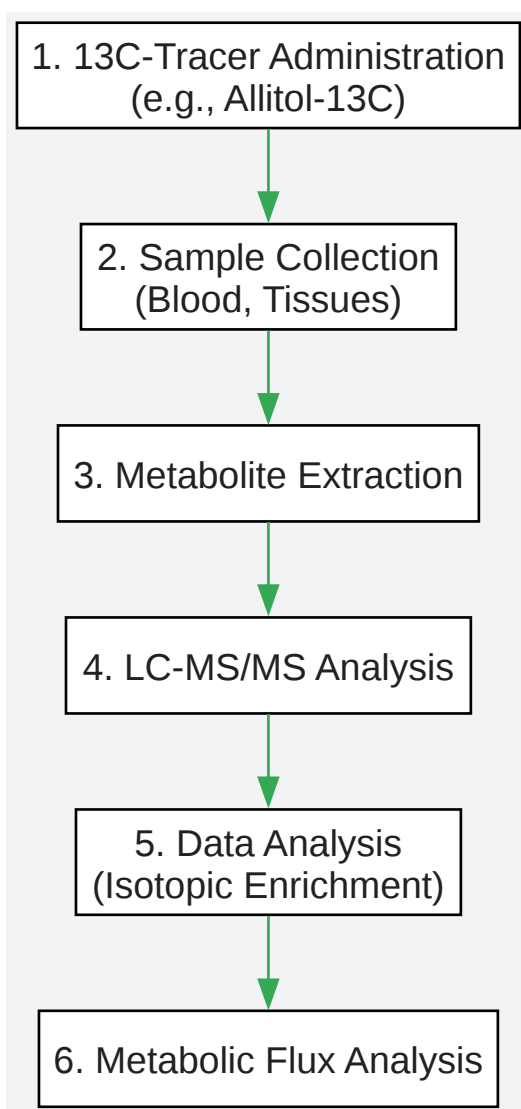 1. 13C-Tracer Administration
(e.g., Allitol-13C)
2. Sample Collection
(Blood, Tissues)
3. Metabolite Extraction
4. LC-MS/MS Analysis
5. Data Analysis
(Isotopic Enrichment)
6. Metabolic Flux Analysis